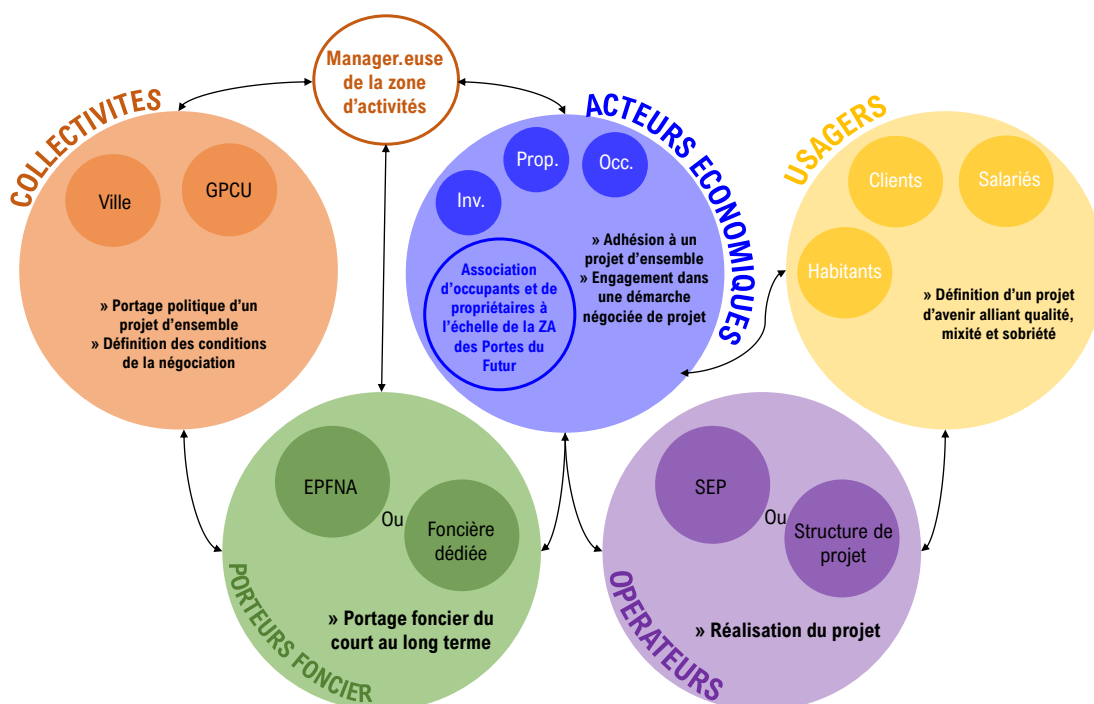 Manager.euse
de la zone
d'activités
COLLECTIVITES
Ville
GPCU
» Portage politique d'un
projet d'ensemble
» Définition des conditions
de la négociation
ACTEURS ECONOMIQUES
Inv.
Prop.
Occ.
Association
d'occupants et de
propriétaires à
l'échelle de la ZA
des Portes du
Futur
» Adhésion à un
projet d'ensemble
» Engagement dans
une démarche
négociée de projet
USAGERS
Clients
Salariés
Habitants
» Définition d'un projet
d'avenir alliant qualité,
mixité et sobriété
PORTEURS FONCIER
EPFNA
Ou
Foncière
dédiée
» Portage foncier du
court au long terme
OPERATEURS
SEP
Ou
Structure de
projet
» Réalisation du projet